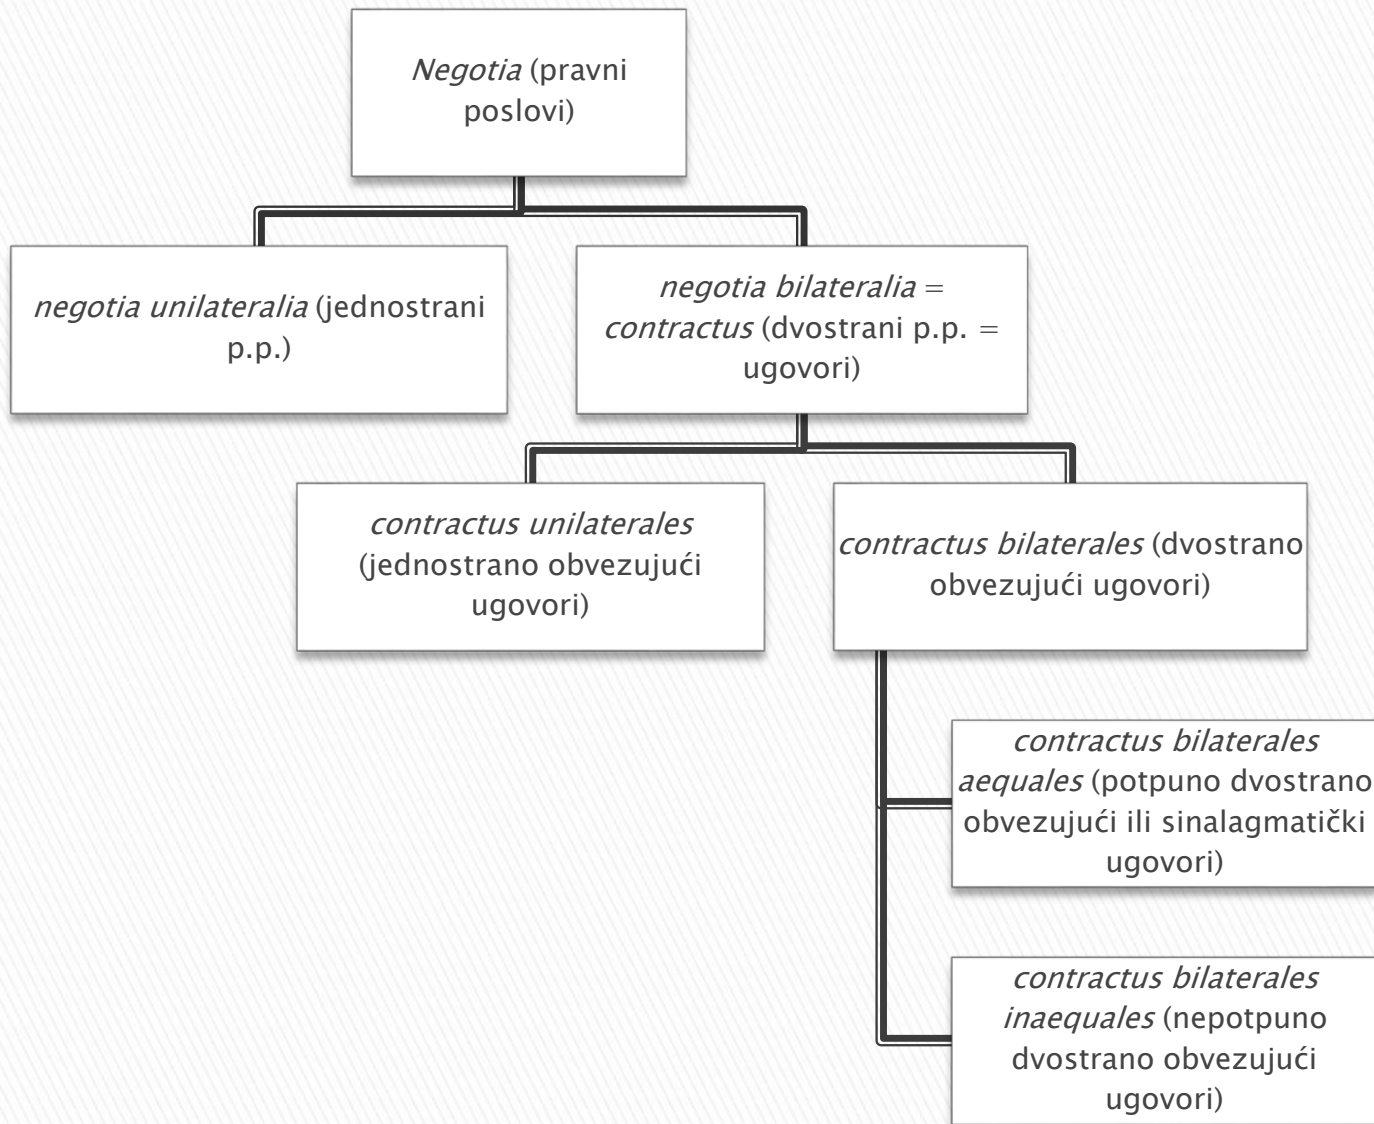 Negotia (pravni
poslovi)
negotia unilateralia (jednostrani
p.p.)
negotia bilateralia =
contractus (dvostrani p.p. =
ugovori)
contractus unilaterales
(jednostrano obvezujući
ugovori)
contractus bilaterales (dvostrano
obvezujući ugovori)
contractus bilaterales
aequales (potpuno dvostrano
obvezujući ili sinalagmatički
ugovori)
contractus bilaterales
inaequales (nepotpuno
dvostrano obvezujući
ugovori)